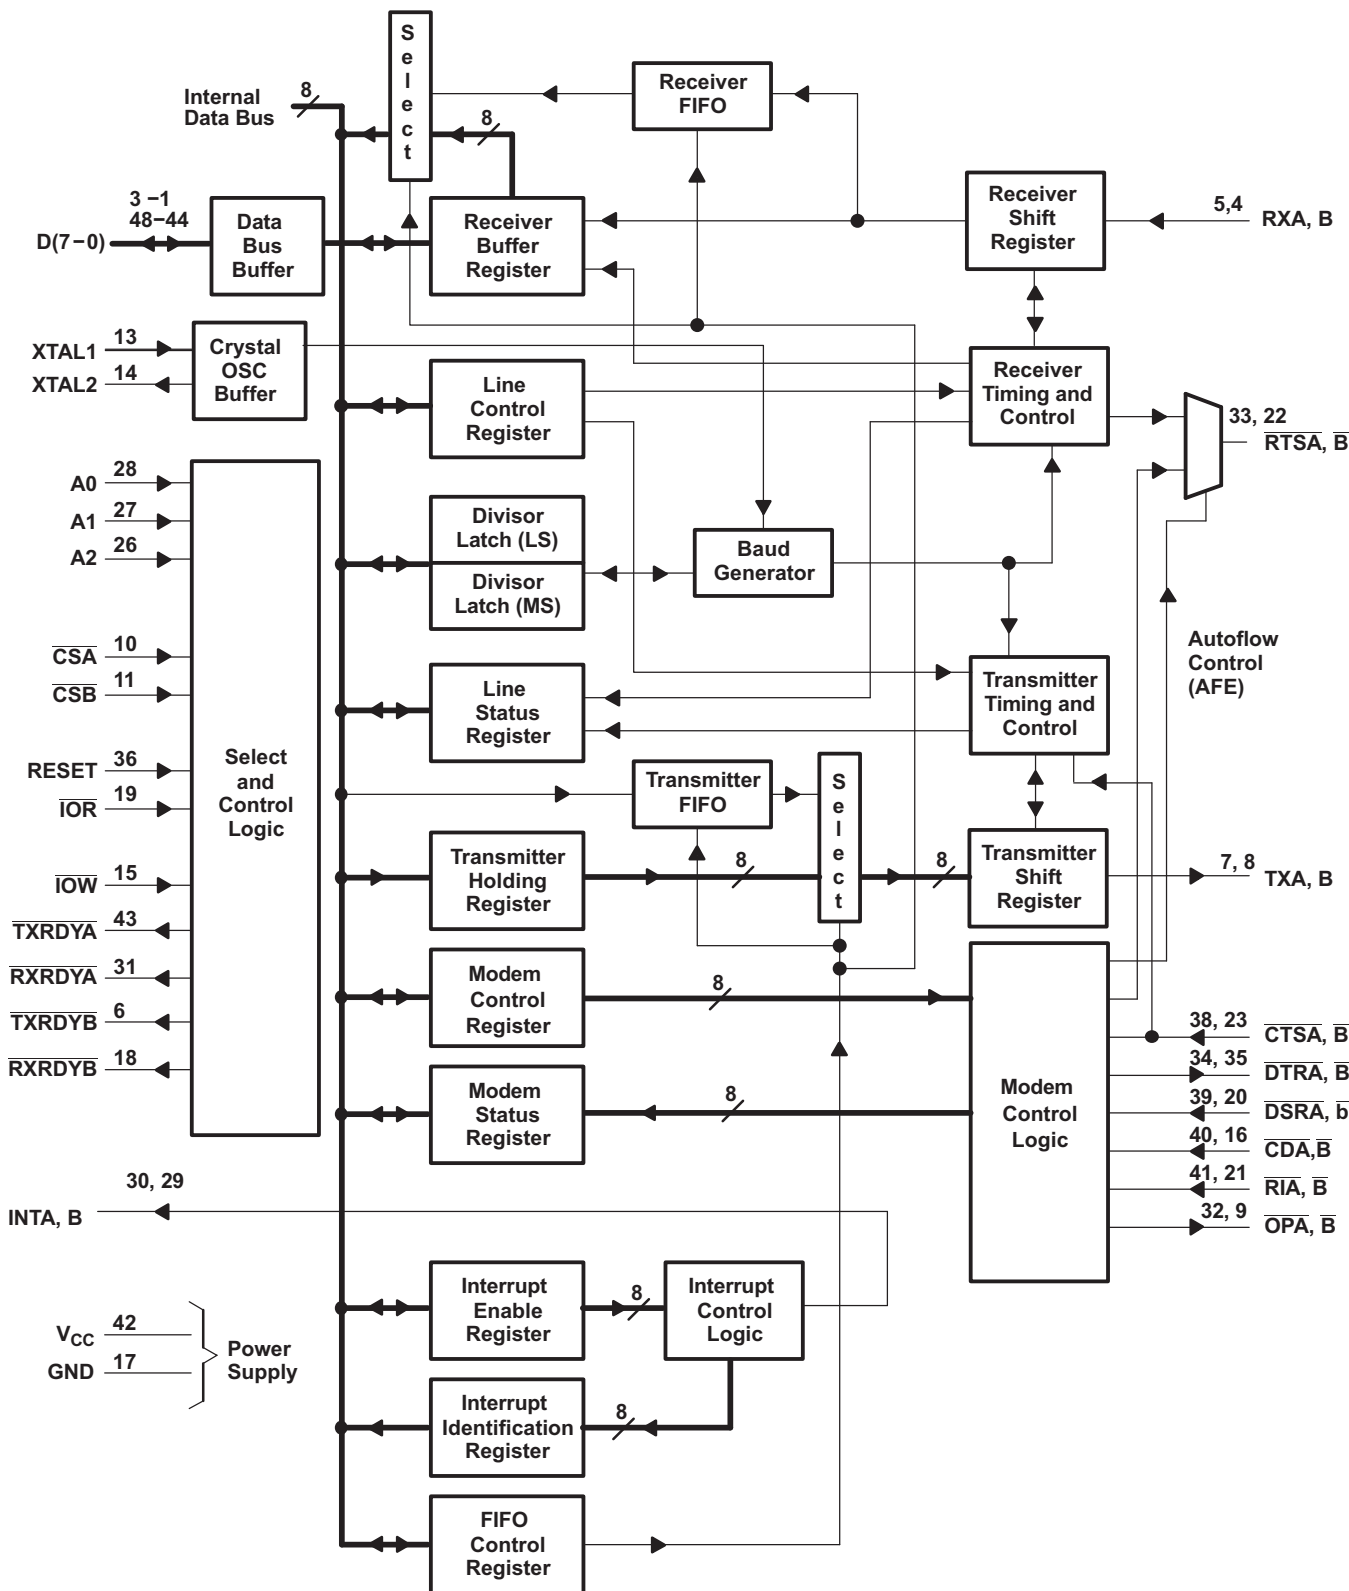 S
e
l
e
c
t
8
Internal
Data Bus
8
Receiver
FIFO
3 −1
48−44
D(7−0)
Data
Bus
Buffer
Receiver
Buffer
Register
Receiver
Shift
Register
5,4
RXA, B
XTAL1
13
XTAL2
14
Crystal
OSC
Buffer
Line
Control
Register
Receiver
Timing and
Control
33, 22
RTSA, B
A0
28
A1
27
A2
26
Divisor
Latch (LS)
Divisor
Latch (MS)
Baud
Generator
Autoflow
Control
(AFE)
CSA
10
CSB
11
Line
Status
Register
Transmitter
Timing and
Control
RESET
36
IOR
19
Select
and
Control
Logic
Transmitter
FIFO
S
e
l
e
c
t
IOW
15
TXRDYA
43
RXRDYA
31
TXRDYB
6
RXRDYB
18
Transmitter
Holding
Register
8
8
Transmitter
Shift
Register
7, 8
TXA, B
Modem
Control
Register
8
Modem
Status
Register
8
Modem
Control
Logic
38, 23
CTSA, B
34, 35
DTRA, B
39, 20
DSRA, b
40, 16
CDA,B
41, 21
RIA, B
32, 9
OPA, B
30, 29
INTA, B
Interrupt
Enable
Register
8
Interrupt
Control
Logic
VCC
42
GND
17
Power
Supply
Interrupt
Identification
Register
8
FIFO
Control
Register